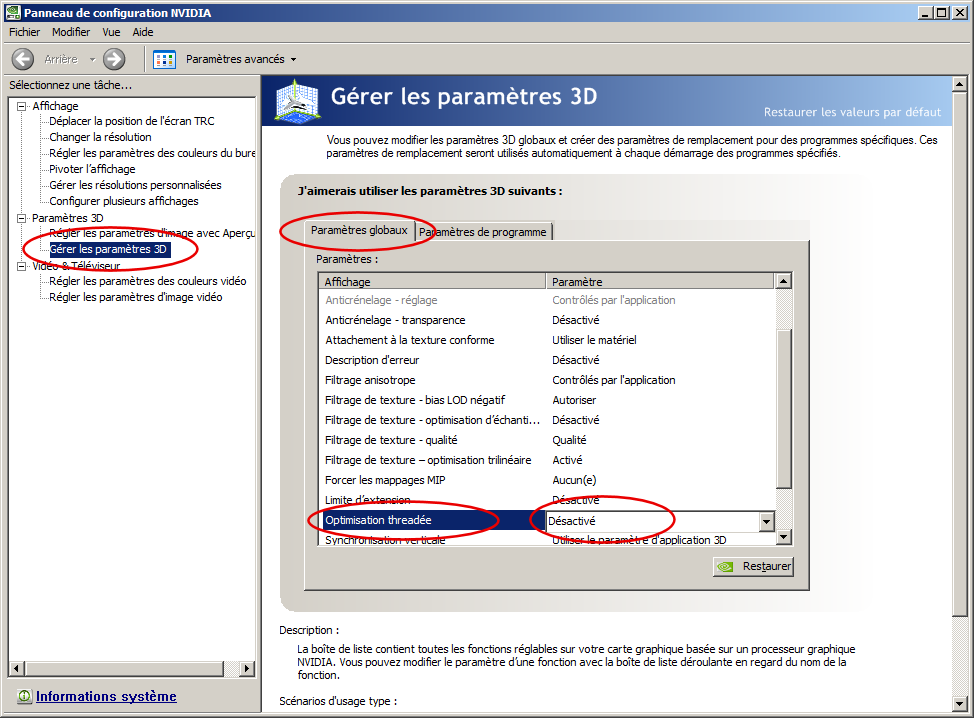 Panneau de configuration NVIDIA
Fichier Modifier Vue Aide
Arrière Paramètres avancés
Sélectionnez une tâche...
Affichage
Déplacer la position de l'écran TRC
Changer la résolution
Régler les paramètres des couleurs du bure
Pivoter l'affichage
Gérer les résolutions personnalisées
Configurer plusieurs affichages
Paramètres 3D
Régler les paramètres d'image avec Aperçu
Gérer les paramètres 3D
Vidéo & Téléviseur
Régler les paramètres des couleurs vidéo
Régler les paramètres d'image vidéo
Informations système
Gérer les paramètres 3D
Restaurer les valeurs par défaut
Vous pouvez modifier les paramètres 3D globaux et créer des paramètres de remplacement pour des programmes spécifiques. Ces
paramètres de remplacement seront utilisés automatiquement à chaque démarrage des programmes spécifiés.
J'aimerais utiliser les paramètres 3D suivants :
Paramètres globaux Paramètres de programme
Paramètres :
Affichage Paramètre
Anticrénelage - réglage Contrôlés par l'application
Anticrénelage - transparence Désactivé
Attachement à la texture conforme Utiliser le matériel
Description d'erreur Désactivé
Filtrage anisotrope Contrôlés par l'application
Filtrage de texture - bias LOD négatif Autoriser
Filtrage de texture - optimisation d'échanti... Désactivé
Filtrage de texture - qualité Qualité
Filtrage de texture – optimisation trilinéaire Activé
Forcer les mappages MIP Aucun(e)
Limite d'extension Désactivé
Optimisation threadée Désactivé
Synchronisation verticale Utiliser le paramètre d'application 3D
Restaurer
Description :
La boîte de liste contient toutes les fonctions réglables sur votre carte graphique basée sur un processeur graphique
NVIDIA. Vous pouvez modifier le paramètre d'une fonction avec la boîte de liste déroulante en regard du nom de la
fonction.
Scénarios d'usage type :